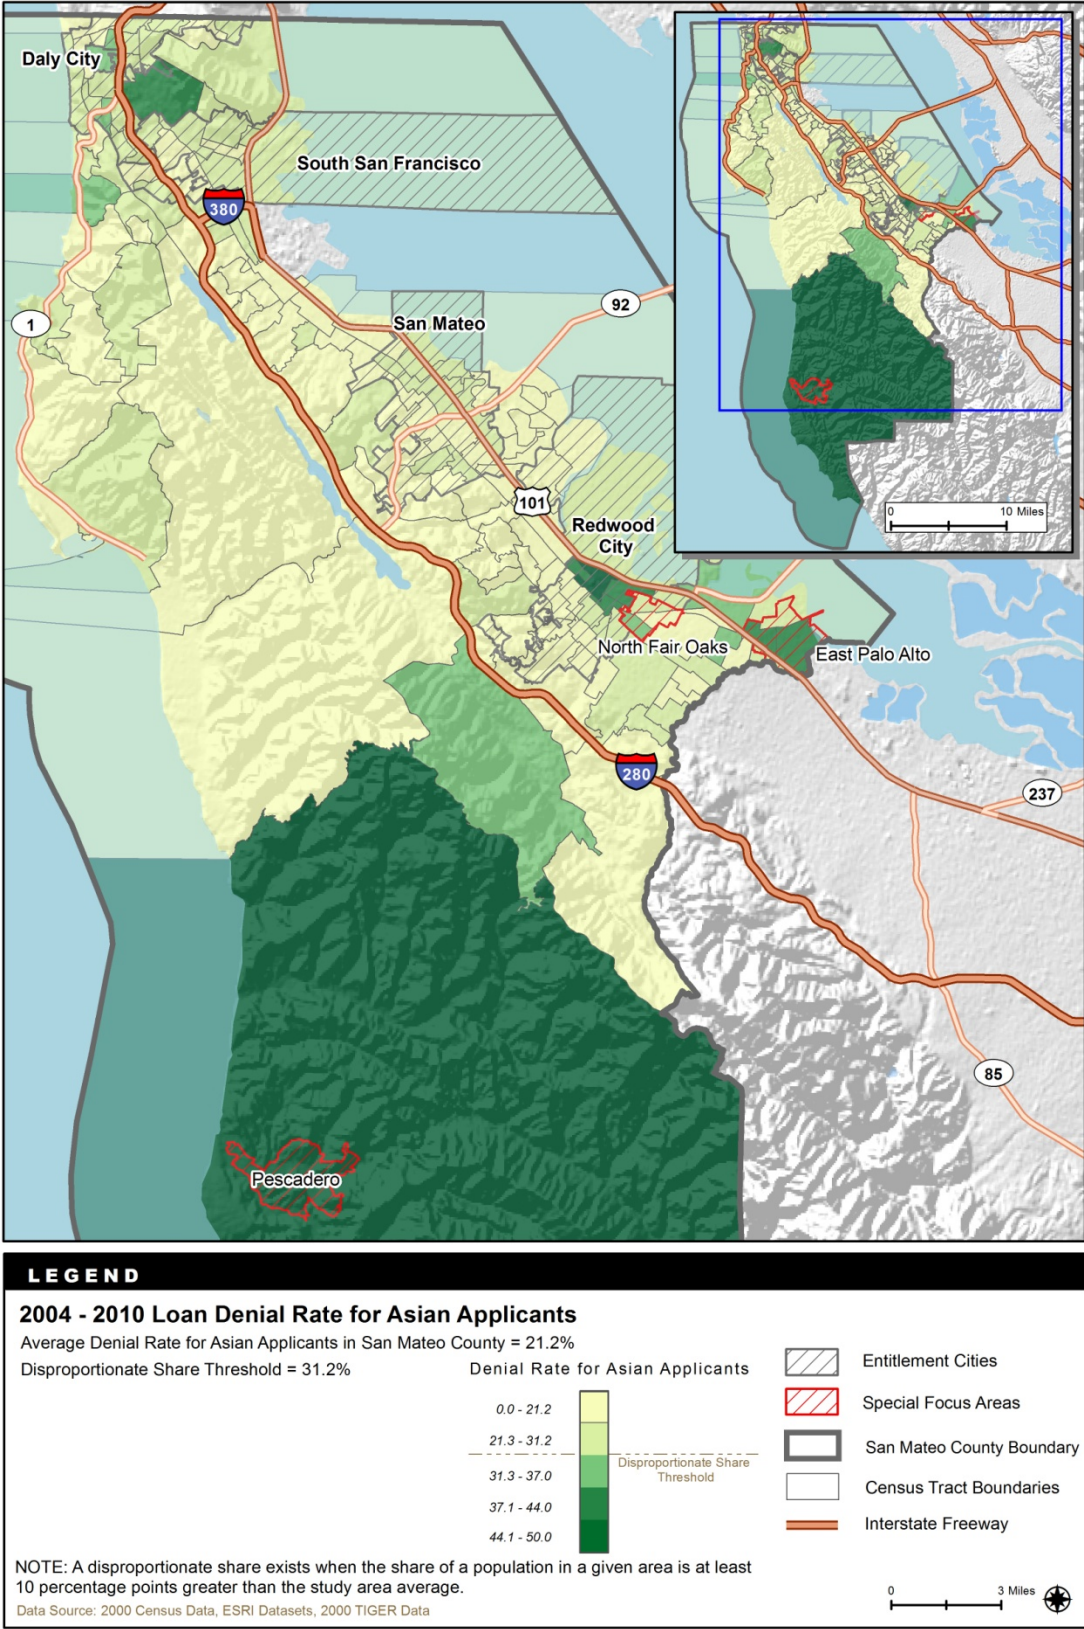 Daly City
South San Francisco
380
1
92
San Mateo
101
Redwood
City
North Fair Oaks
East Palo Alto
280
237
85
Pescadero
0 10 Miles
LEGEND
2004 - 2010 Loan Denial Rate for Asian Applicants
Average Denial Rate for Asian Applicants in San Mateo County = 21.2%
Disproportionate Share Threshold = 31.2%
Denial Rate for Asian Applicants
0.0 - 21.2
21.3 - 31.2
Disproportionate Share
Threshold
31.3 - 37.0
37.1 - 44.0
44.1 - 50.0
Entitlement Cities
Special Focus Areas
San Mateo County Boundary
Census Tract Boundaries
Interstate Freeway
NOTE: A disproportionate share exists when the share of a population in a given area is at least
10 percentage points greater than the study area average.
Data Source: 2000 Census Data, ESRI Datasets, 2000 TIGER Data
0 3 Miles